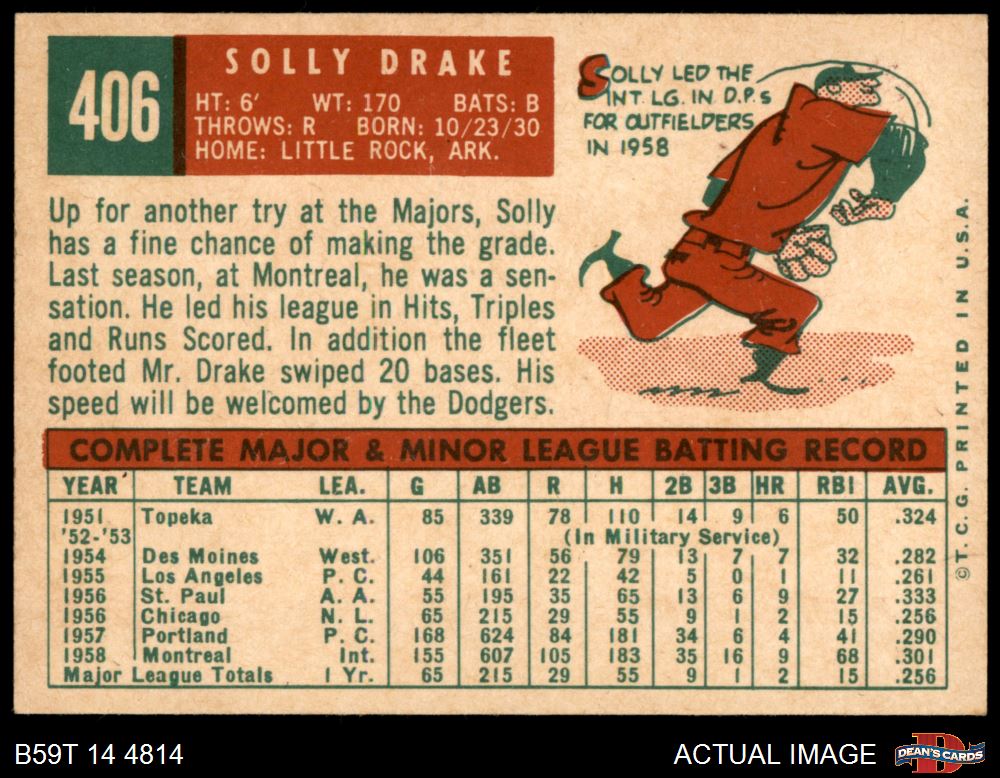 406
SOLLY DRAKE
HT: 6' WT: 170 BATS: B
THROWS: R BORN: 10/23/30
HOME: LITTLE ROCK, ARK.
SOLLY LED THE
INT. LG. IN D.P.s
FOR OUTFIELDERS
IN 1958
Up for another try at the Majors, Solly
has a fine chance of making the grade.
Last season, at Montreal, he was a sen-
sation. He led his league in Hits, Triples
and Runs Scored. In addition the fleet
footed Mr. Drake swiped 20 bases. His
speed will be welcomed by the Dodgers.
COMPLETE MAJOR & MINOR LEAGUE BATTING RECORD
YEAR TEAM LEA. G AB R H 2B 3B HR RBI AVG.
1951 Topeka W. A. 85 339 78 110 14 9 6 50 .324
'52-'53 (In Military Service)
1954 Des Moines West. 106 351 56 79 13 7 7 32 .282
1955 Los Angeles P. C. 44 161 22 42 5 0 1 11 .261
1956 St. Paul A. A. 55 195 35 65 13 6 9 27 .333
1956 Chicago N. L. 65 215 29 55 9 1 2 15 .256
1957 Portland P. C. 168 624 84 181 34 6 4 41 .290
1958 Montreal Int. 155 607 105 183 35 16 9 68 .301
Major League Totals 1 Yr. 65 215 29 55 9 1 2 15 .256
© T. C. G. PRINTED IN U.S.A.
B59T 14 4814
ACTUAL IMAGE
DEAN'S CARDS